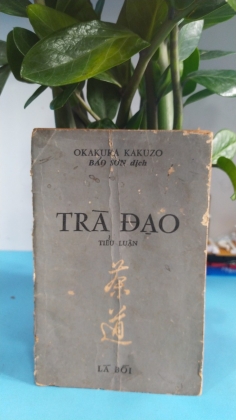 OKAKURA KAKUZO
BẢO SƠN dịch
TRÀ ĐẠO
TIỂU LUẬN
茶
道
LÁ BỐI